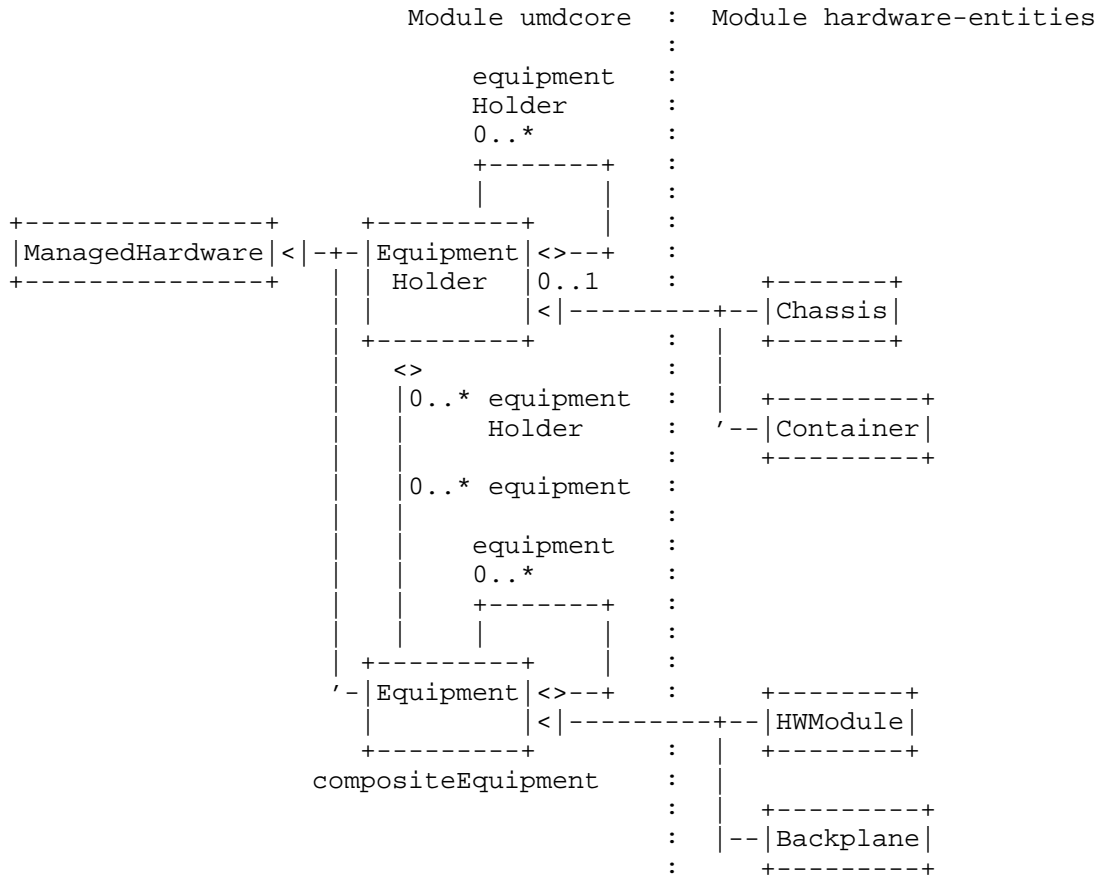 Module umdcore : Module hardware-entities
equipment
Holder
0..*
ManagedHardware
Equipment
Holder
0..1
Chassis
0..* equipment
Holder
Container
0..* equipment
equipment
0..*
Equipment
HWModule
compositeEquipment
Backplane